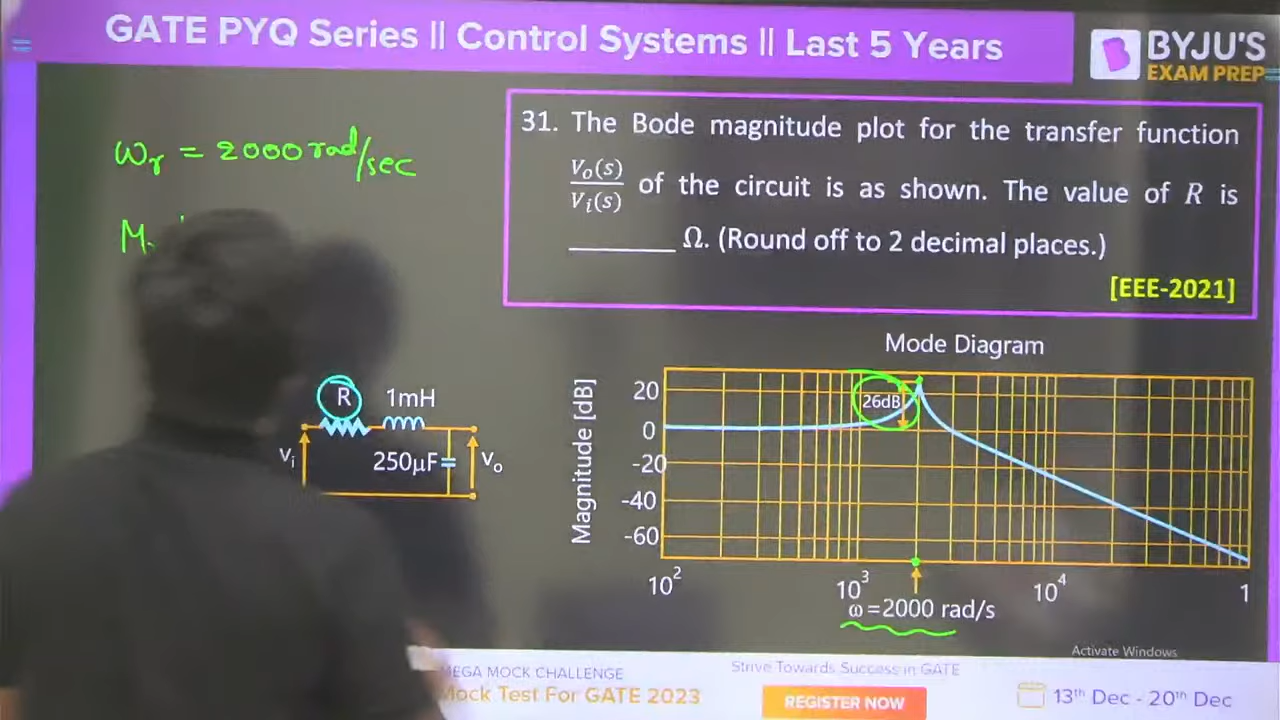 GATE PYQ Series || Control Systems || Last 5 Years
BYJU'S
EXAM PREP
ωr = 2000 rad/sec
M
31. The Bode magnitude plot for the transfer function
Vo(s)/Vi(s) of the circuit is as shown. The value of R is
________ Ω. (Round off to 2 decimal places.)
[EEE-2021]
Mode Diagram
R
1mH
Vi
250μF
Vo
Magnitude [dB]
20
0
-20
-40
-60
26dB
10²
10³
10⁴
1
ω=2000 rad/s
Activate Windows
MEGA MOCK CHALLENGE
Mock Test For GATE 2023
Strive Towards Success in GATE
REGISTER NOW
13th Dec - 20th Dec